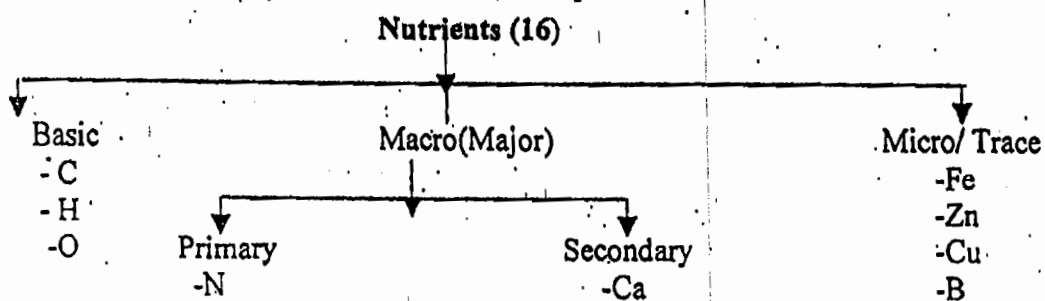 Nutrients (16)
Basic Macro(Major) Micro/ Trace
- C -Fe
- H -Zn
-O Primary Secondary -Cu
-N -Ca -B